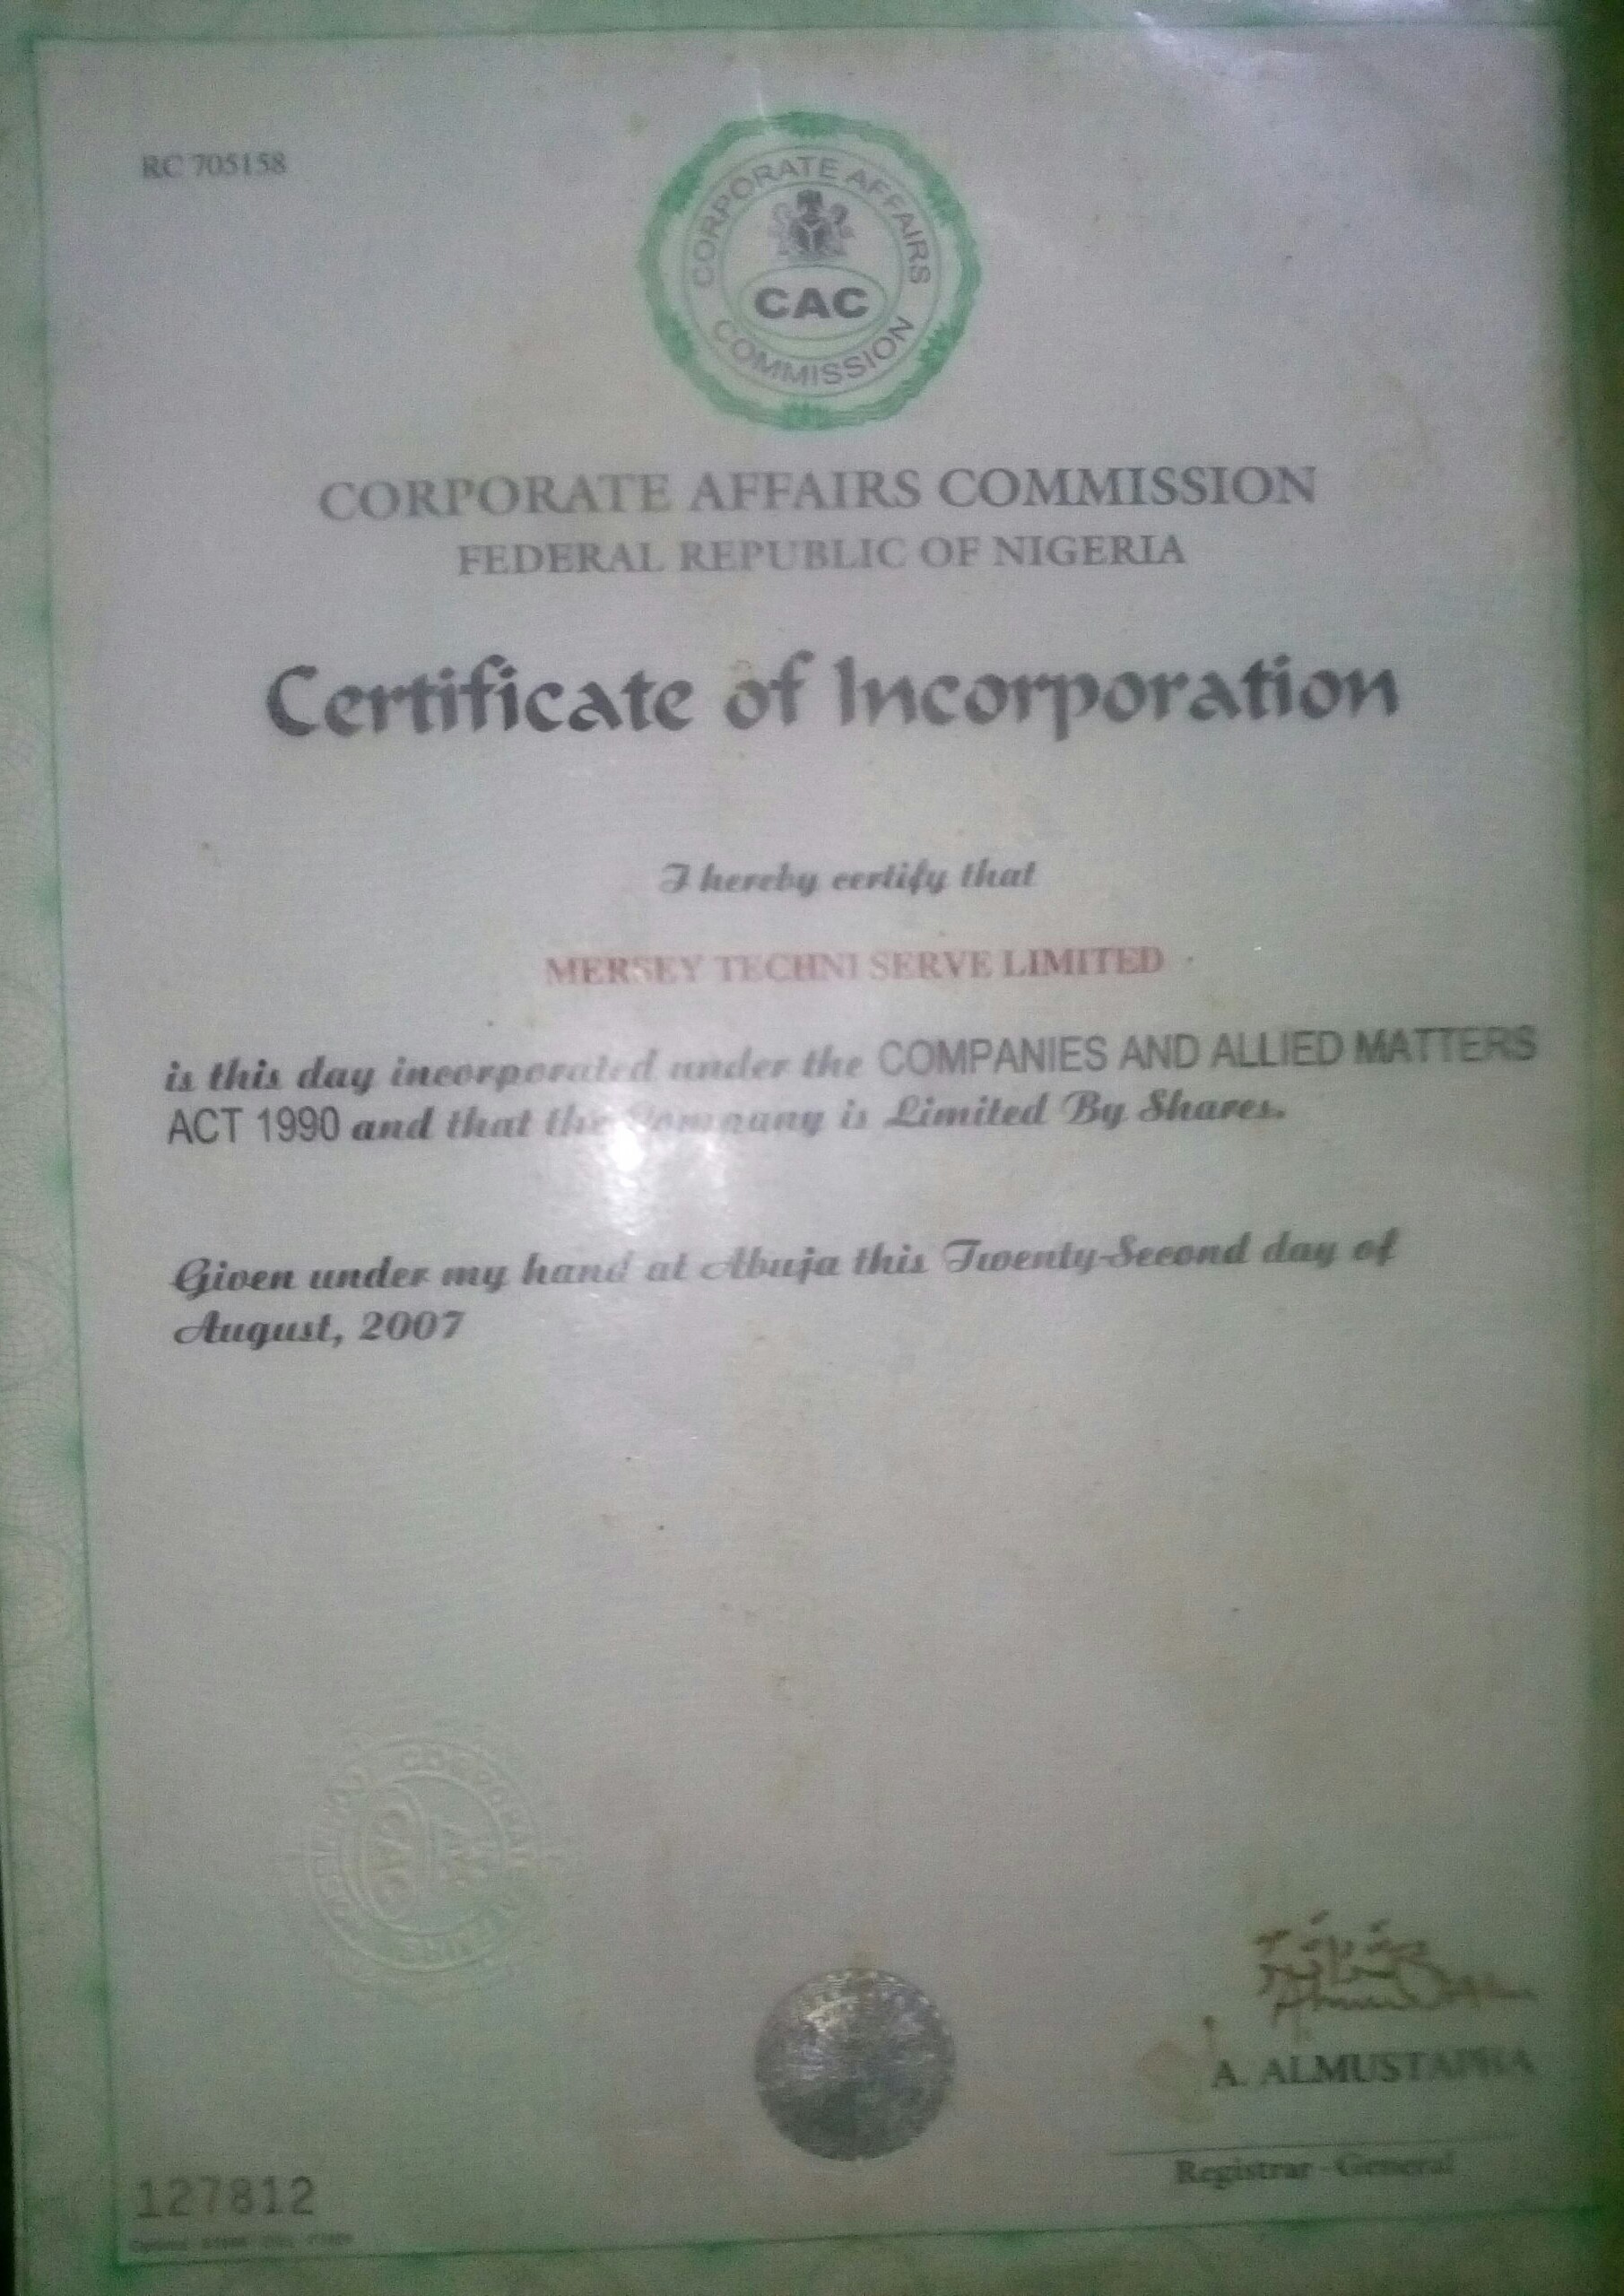 RC 705158
CORPORATE AFFAIRS
CAC
COMMISSION
CORPORATE AFFAIRS COMMISSION
FEDERAL REPUBLIC OF NIGERIA
Certificate of Incorporation
I hereby certify that
MERSEY TECHNI SERVE LIMITED
is this day incorporated under the COMPANIES AND ALLIED MATTERS
ACT 1990 and that the Company is Limited By Shares.
Given under my hand at Abuja this Twenty-Second day of
August, 2007
CAC
A. ALMUSTAPHA
Registrar - General
127812